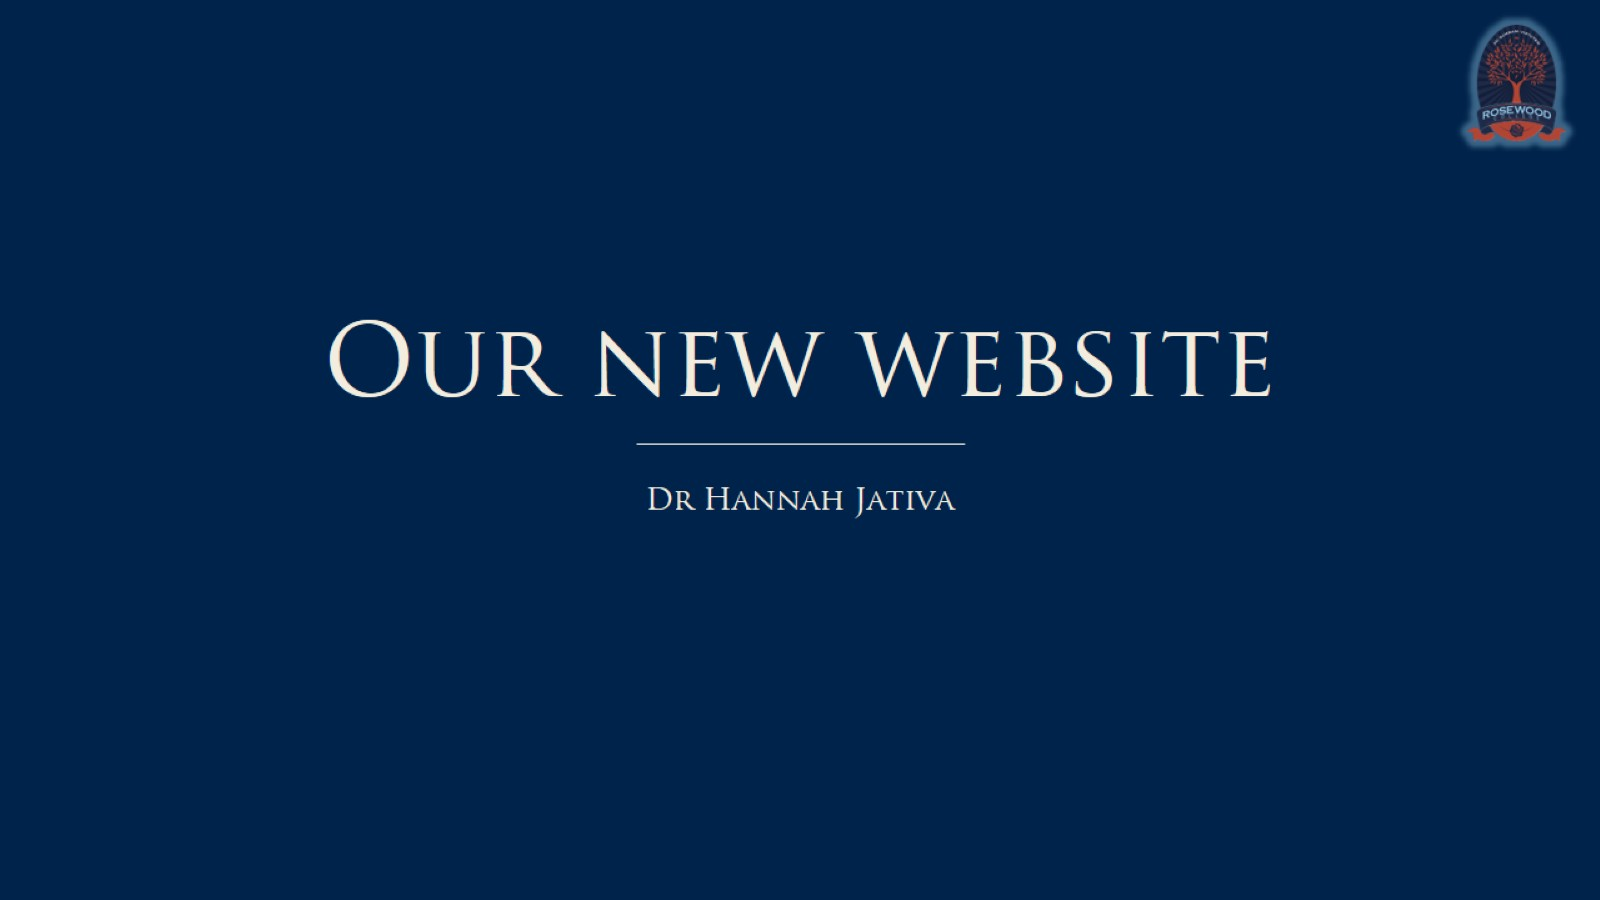 ROSEWOOD
OUR NEW WEBSITE
DR HANNAH JATIVA